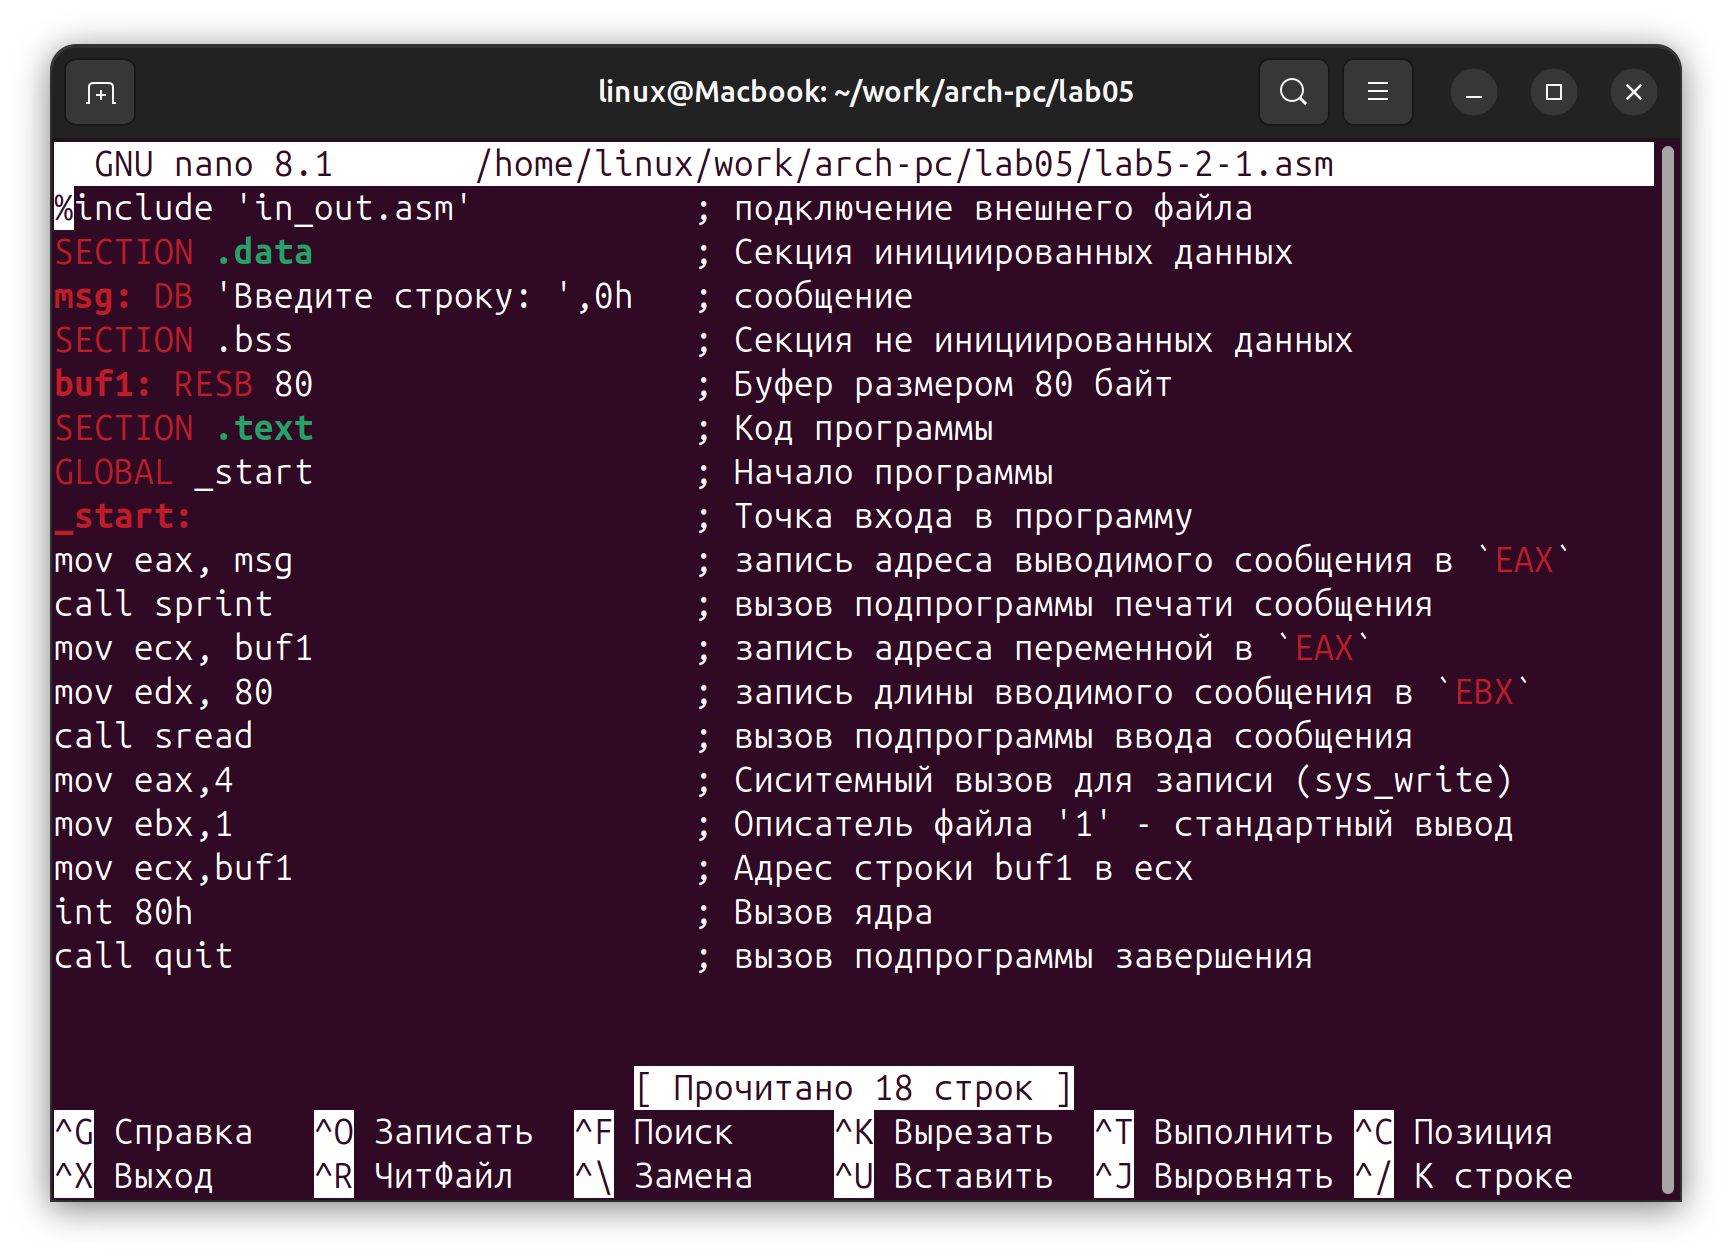 linux@Macbook: ~/work/arch-pc/lab05
GNU nano 8.1 /home/linux/work/arch-pc/lab05/lab5-2-1.asm
%include 'in_out.asm' ; подключение внешнего файла
SECTION .data ; Секция инициированных данных
msg: DB 'Введите строку: ',0h ; сообщение
SECTION .bss ; Секция не инициированных данных
buf1: RESB 80 ; Буфер размером 80 байт
SECTION .text ; Код программы
GLOBAL _start ; Начало программы
_start: ; Точка входа в программу
mov eax, msg ; запись адреса выводимого сообщения в `EAX`
call sprint ; вызов подпрограммы печати сообщения
mov ecx, buf1 ; запись адреса переменной в `EAX`
mov edx, 80 ; запись длины вводимого сообщения в `EBX`
call sread ; вызов подпрограммы ввода сообщения
mov eax,4 ; Сиситемный вызов для записи (sys_write)
mov ebx,1 ; Описатель файла '1' - стандартный вывод
mov ecx,buf1 ; Адрес строки buf1 в ecx
int 80h ; Вызов ядра
call quit ; вызов подпрограммы завершения
[ Прочитано 18 строк ]
^G Справка ^O Записать ^F Поиск ^K Вырезать ^T Выполнить ^C Позиция
^X Выход ^R ЧитФайл ^\ Замена ^U Вставить ^J Выровнять ^/ К строке